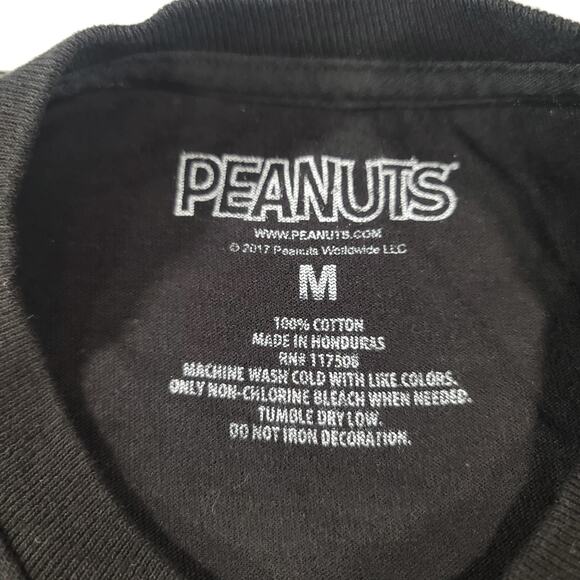 PEANUTS
WWW.PEANUTS.COM
© 2017 Peanuts Worldwide LLC
M
100% COTTON
MADE IN HONDURAS
RN# 117506
MACHINE WASH COLD WITH LIKE COLORS.
ONLY NON-CHLORINE BLEACH WHEN NEEDED.
TUMBLE DRY LOW.
DO NOT IRON DECORATION.